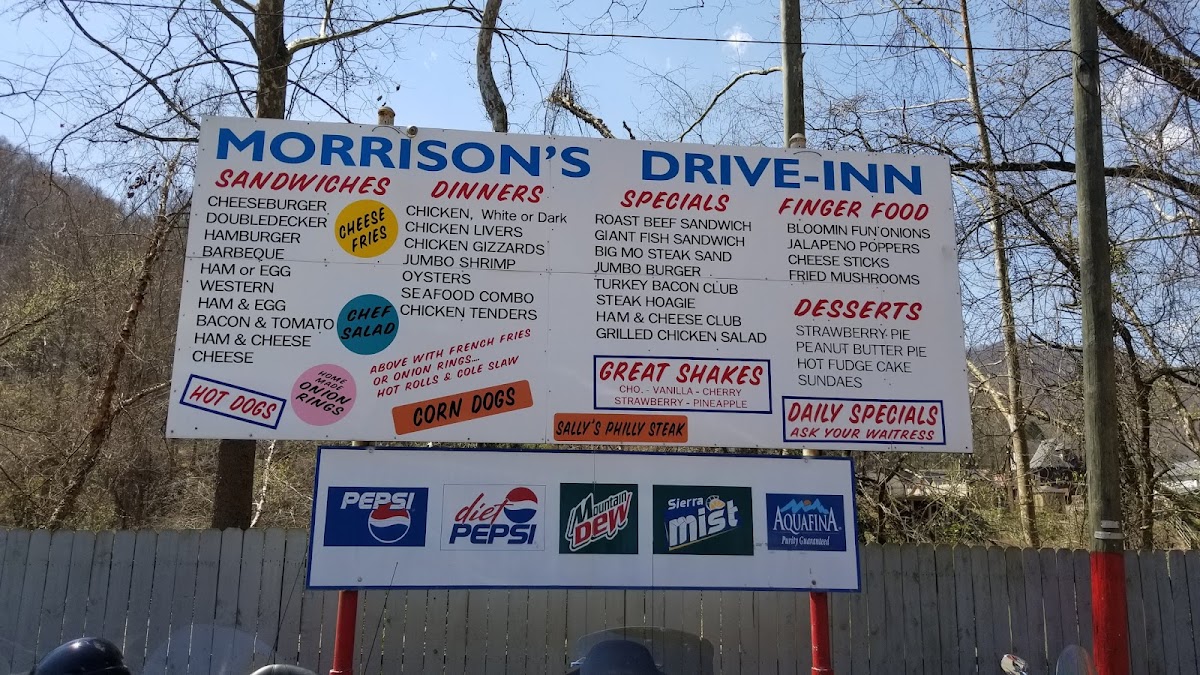 MORRISON'S DRIVE-INN
SANDWICHES
CHEESEBURGER
DOUBLEDECKER
HAMBURGER
BARBEQUE
HAM or EGG
WESTERN
HAM & EGG
BACON & TOMATO
HAM & CHEESE
CHEESE
CHEESE
FRIES
CHEF
SALAD
HOT DOGS
HOME
MADE
ONION
RINGS
DINNERS
CHICKEN, White or Dark
CHICKEN LIVERS
CHICKEN GIZZARDS
JUMBO SHRIMP
OYSTERS
SEAFOOD COMBO
CHICKEN TENDERS
ABOVE WITH FRENCH FRIES
OR ONION RINGS...
HOT ROLLS & COLE SLAW
CORN DOGS
SPECIALS
ROAST BEEF SANDWICH
GIANT FISH SANDWICH
BIG MO STEAK SAND
JUMBO BURGER
TURKEY BACON CLUB
STEAK HOAGIE
HAM & CHEESE CLUB
GRILLED CHICKEN SALAD
GREAT SHAKES
CHO. - VANILLA - CHERRY
STRAWBERRY - PINEAPPLE
SALLY'S PHILLY STEAK
FINGER FOOD
BLOOMIN FUN ONIONS
JALAPENO POPPERS
CHEESE STICKS
FRIED MUSHROOMS
DESSERTS
STRAWBERRY PIE
PEANUT BUTTER PIE
HOT FUDGE CAKE
SUNDAES
DAILY SPECIALS
ASK YOUR WAITRESS
PEPSI
diet
PEPSI
Mountain
DEW
Sierra
mist
AQUAFINA
Purity Guaranteed